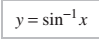 y = sin⁻¹ x